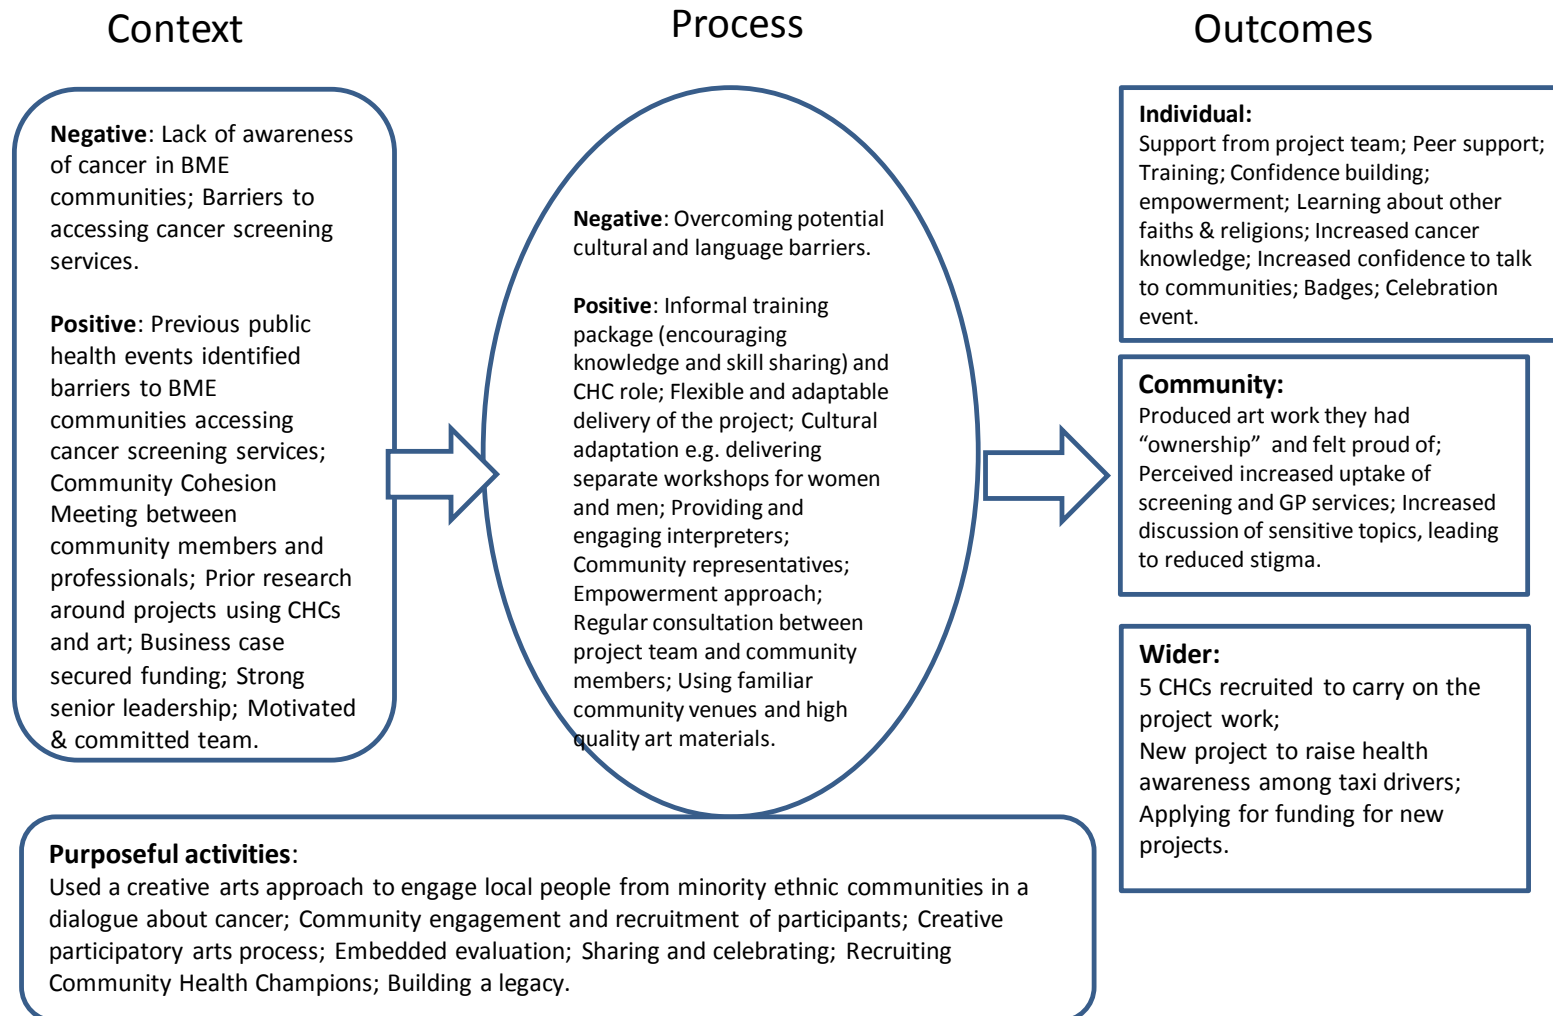 Context
Process
Outcomes
Negative: Lack of awareness
of cancer in BME
communities; Barriers to
accessing cancer screening
services.
Positive: Previous public
health events identified
barriers to BME
communities accessing
cancer screening services;
Community Cohesion
Meeting between
community members and
professionals; Prior research
around projects using CHCs
and art; Business case
secured funding; Strong
senior leadership; Motivated
& committed team.
Negative: Overcoming potential
cultural and language barriers.
Positive: Informal training
package (encouraging
knowledge and skill sharing) and
CHC role; Flexible and adaptable
delivery of the project; Cultural
adaptation e.g. delivering
separate workshops for women
and men; Providing and
engaging interpreters;
Community representatives;
Empowerment approach;
Regular consultation between
project team and community
members; Using familiar
community venues and high
quality art materials.
Individual:
Support from project team; Peer support;
Training; Confidence building;
empowerment; Learning about other
faiths & religions; Increased cancer
knowledge; Increased confidence to talk
to communities; Badges; Celebration
event.
Community:
Produced art work they had
“ownership” and felt proud of;
Perceived increased uptake of
screening and GP services; Increased
discussion of sensitive topics, leading
to reduced stigma.
Wider:
5 CHCs recruited to carry on the
project work;
New project to raise health
awareness among taxi drivers;
Applying for funding for new
projects.
Purposeful activities:
Used a creative arts approach to engage local people from minority ethnic communities in a
dialogue about cancer; Community engagement and recruitment of participants; Creative
participatory arts process; Embedded evaluation; Sharing and celebrating; Recruiting
Community Health Champions; Building a legacy.